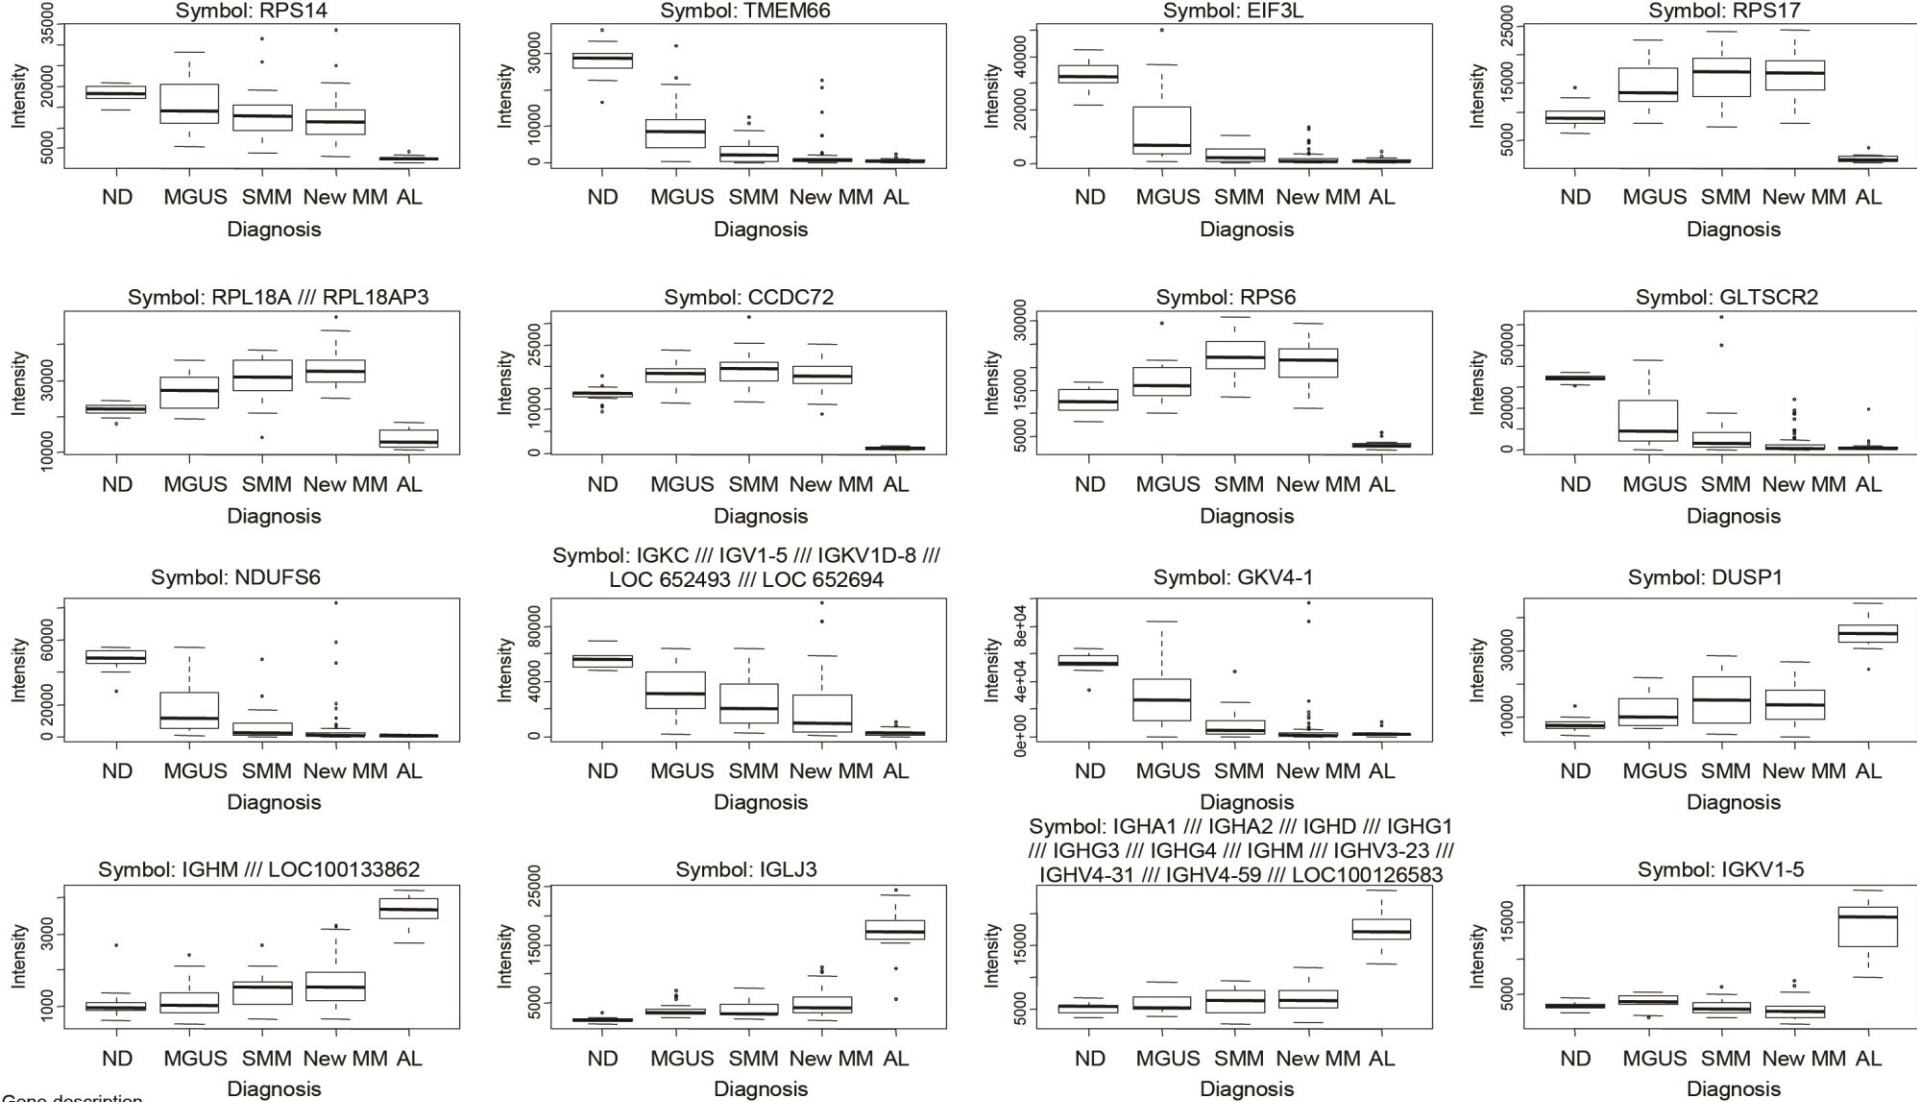 Symbol: RPS14
Intensity
35000
20000
5000
ND MGUS SMM New MM AL
Diagnosis
Symbol: TMEM66
Intensity
30000
10000
0
ND MGUS SMM New MM AL
Diagnosis
Symbol: EIF3L
Intensity
40000
20000
0
ND MGUS SMM New MM AL
Diagnosis
Symbol: RPS17
Intensity
25000
15000
5000
ND MGUS SMM New MM AL
Diagnosis
Symbol: RPL18A /// RPL18AP3
Intensity
30000
10000
ND MGUS SMM New MM AL
Diagnosis
Symbol: CCDC72
Intensity
25000
10000
0
ND MGUS SMM New MM AL
Diagnosis
Symbol: RPS6
Intensity
30000
15000
5000
ND MGUS SMM New MM AL
Diagnosis
Symbol: GLTSCR2
Intensity
50000
20000
0
ND MGUS SMM New MM AL
Diagnosis
Symbol: NDUFS6
Intensity
60000
20000
0
ND MGUS SMM New MM AL
Diagnosis
Symbol: IGKC /// IGV1-5 /// IGKV1D-8 ///
LOC 652493 /// LOC 652694
Intensity
80000
40000
0
ND MGUS SMM New MM AL
Diagnosis
Symbol: GKV4-1
Intensity
8e+04
4e+04
0e+00
ND MGUS SMM New MM AL
Diagnosis
Symbol: DUSP1
Intensity
30000
10000
ND MGUS SMM New MM AL
Diagnosis
Symbol: IGHM /// LOC100133862
Intensity
3000
1000
ND MGUS SMM New MM AL
Diagnosis
Symbol: IGLJ3
Intensity
25000
15000
5000
ND MGUS SMM New MM AL
Diagnosis
Symbol: IGHA1 /// IGHA2 /// IGHD /// IGHG1
/// IGHG3 /// IGHG4 /// IGHM /// IGHV3-23 ///
IGHV4-31 /// IGHV4-59 /// LOC100126583
Intensity
15000
5000
ND MGUS SMM New MM AL
Diagnosis
Symbol: IGKV1-5
Intensity
15000
5000
ND MGUS SMM New MM AL
Diagnosis
Gene description